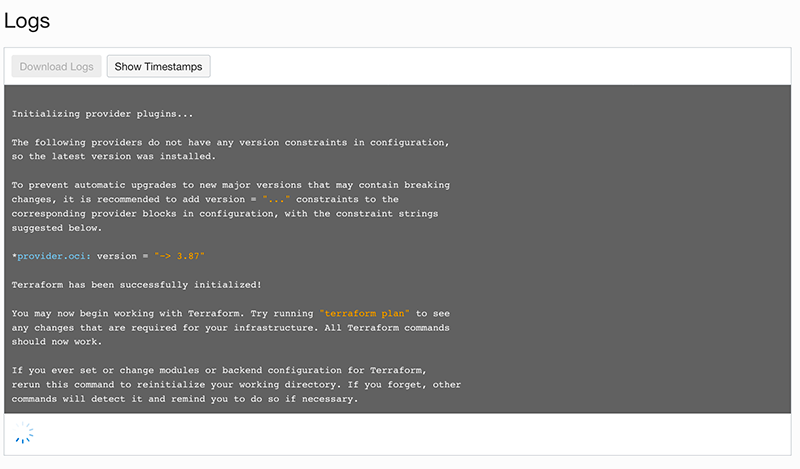 Logs
Download Logs Show Timestamps
Initializing provider plugins...
The following providers do not have any version constraints in configuration,
so the latest version was installed.
To prevent automatic upgrades to new major versions that may contain breaking
changes, it is recommended to add version = "..." constraints to the
corresponding provider blocks in configuration, with the constraint strings
suggested below.
*provider.oci: version = "-> 3.87"
Terraform has been successfully initialized!
You may now begin working with Terraform. Try running "terraform plan" to see
any changes that are required for your infrastructure. All Terraform commands
should now work.
If you ever set or change modules or backend configuration for Terraform,
rerun this command to reinitialize your working directory. If you forget, other
commands will detect it and remind you to do so if necessary.